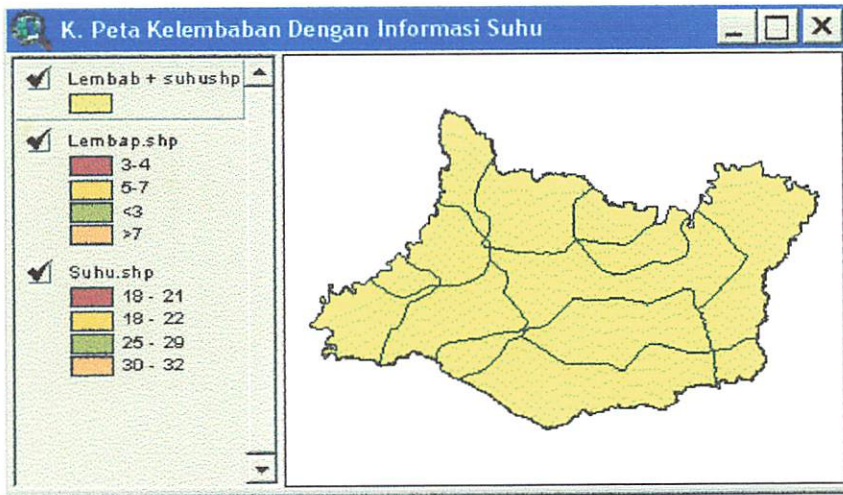 K. Peta Kelembaban Dengan Informasi Suhu
Lembab + suhushp
Lembap.shp
3-4
5-7
<3
>7
Suhu.shp
18 - 21
18 - 22
25 - 29
30 - 32